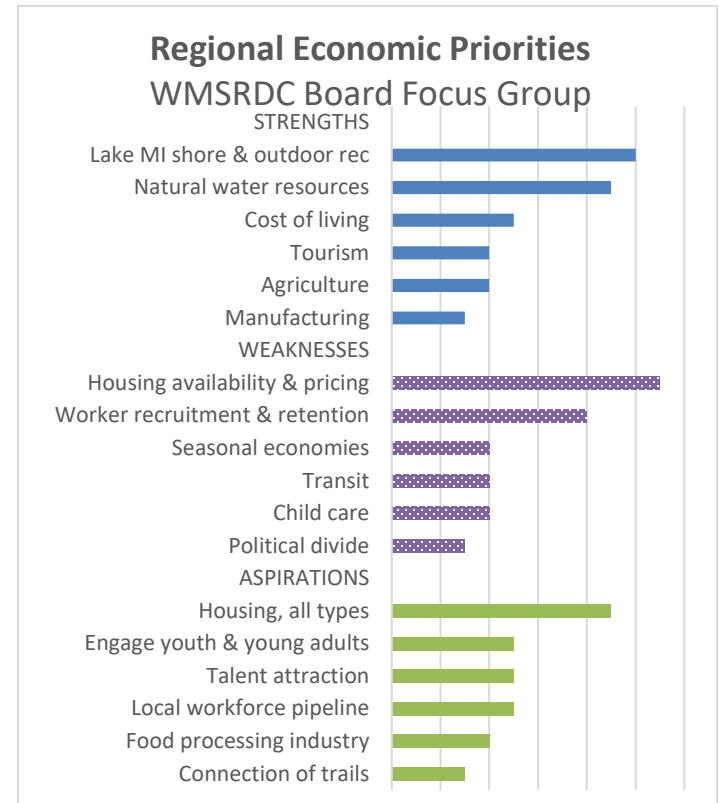 Regional Economic Priorities
WMSRDC Board Focus Group
STRENGTHS
Lake MI shore & outdoor rec
Natural water resources
Cost of living
Tourism
Agriculture
Manufacturing
WEAKNESSES
Housing availability & pricing
Worker recruitment & retention
Seasonal economies
Transit
Child care
Political divide
ASPIRATIONS
Housing, all types
Engage youth & young adults
Talent attraction
Local workforce pipeline
Food processing industry
Connection of trails